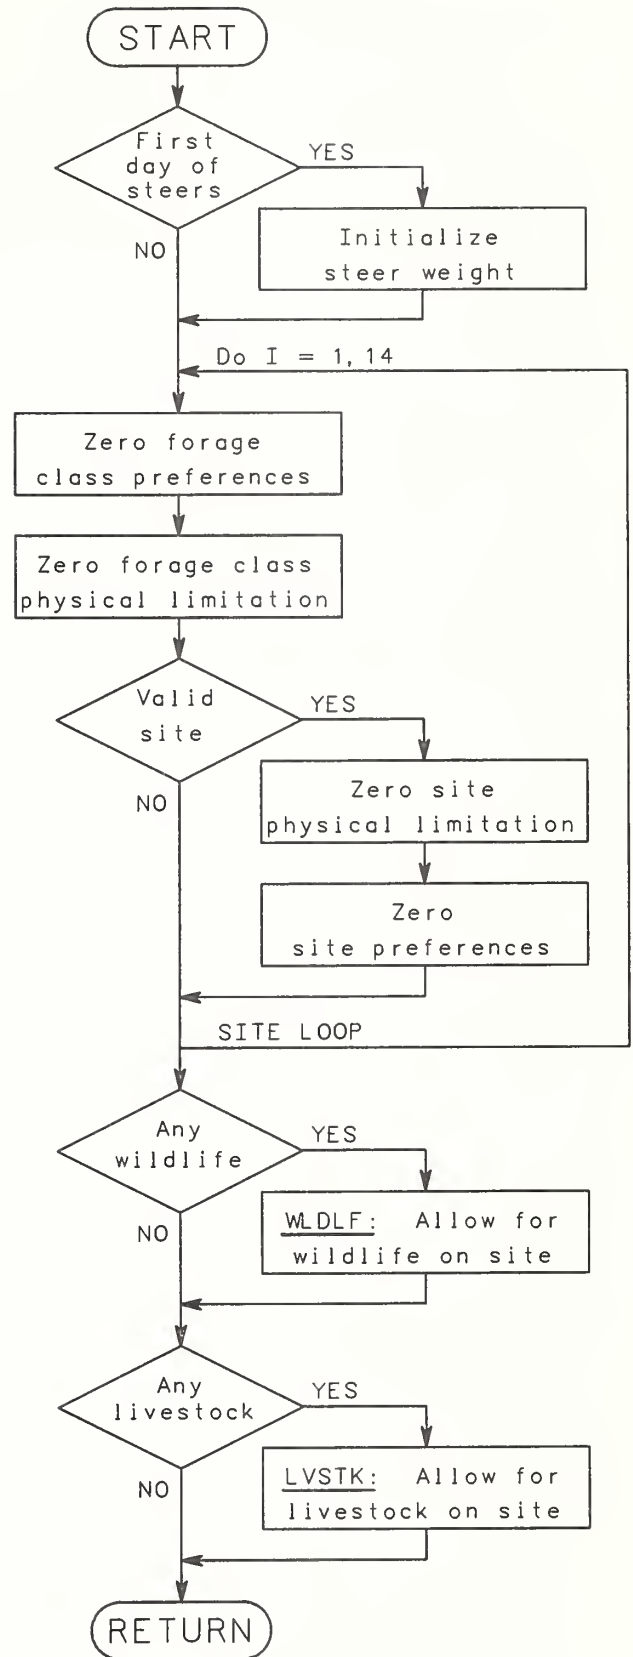 START
First
day of
steers
YES
NO
Initialize
steer weight
Do I = 1, 14
Zero forage
class preferences
Zero forage class
physical limitation
Valid
site
YES
NO
Zero site
physical limitation
Zero
site preferences
SITE LOOP
Any
wildlife
YES
NO
WLDLF: Allow for
wildlife on site
Any
livestock
YES
NO
LVSTK: Allow for
livestock on site
RETURN